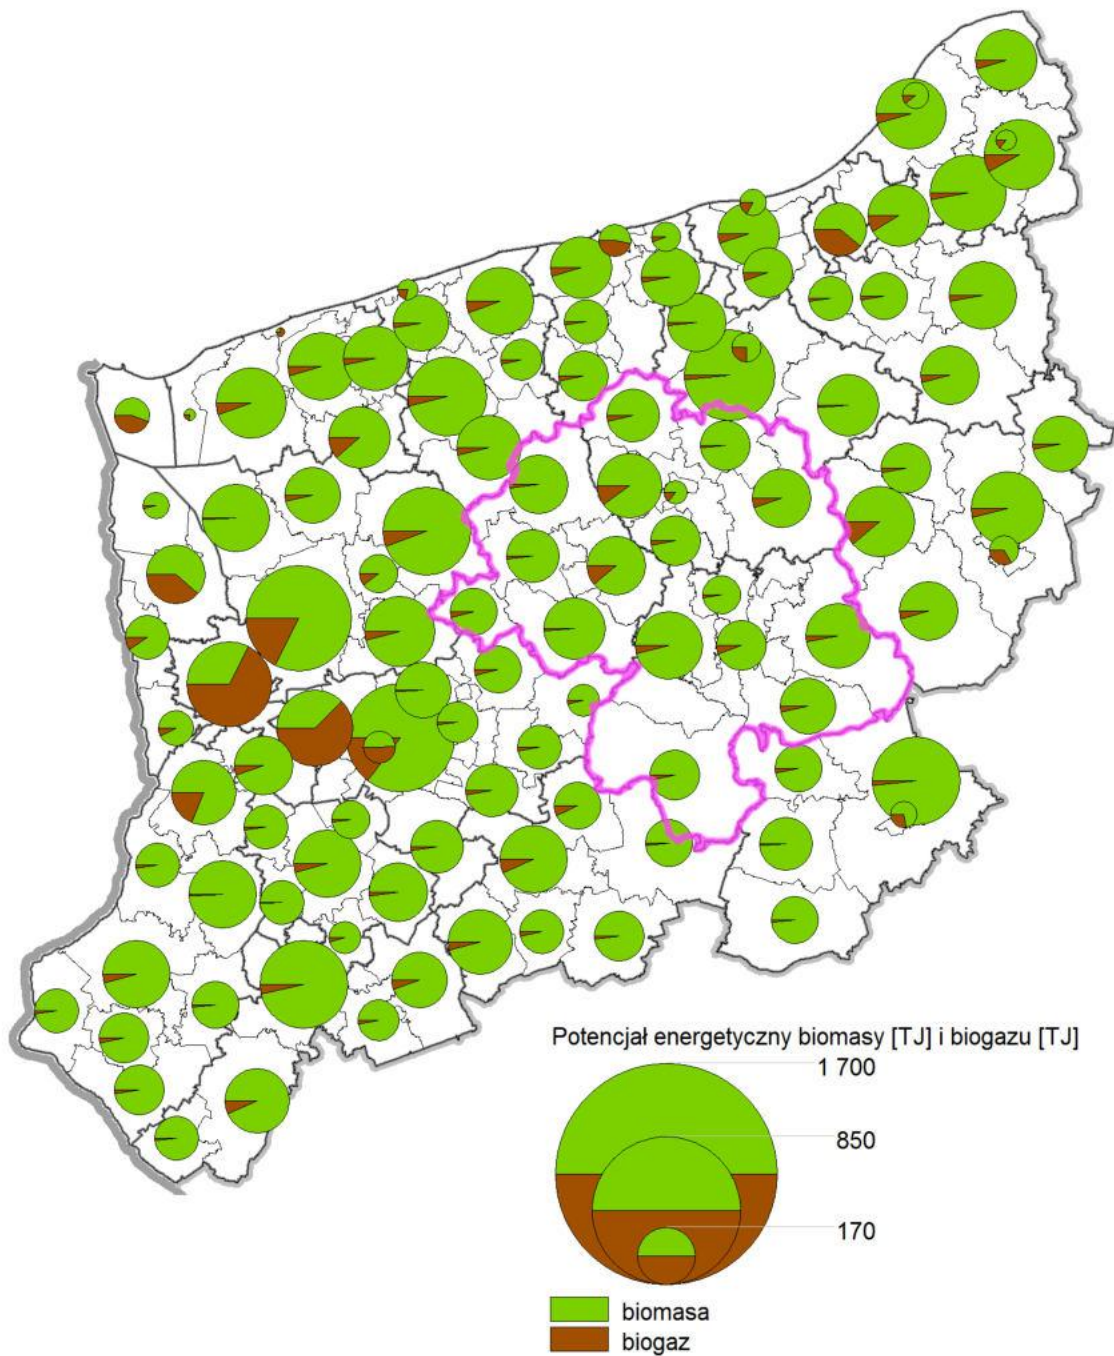 Potencjał energetyczny biomasy [TJ] i biogazu [TJ]
1 700
850
170
biomasa
biogaz